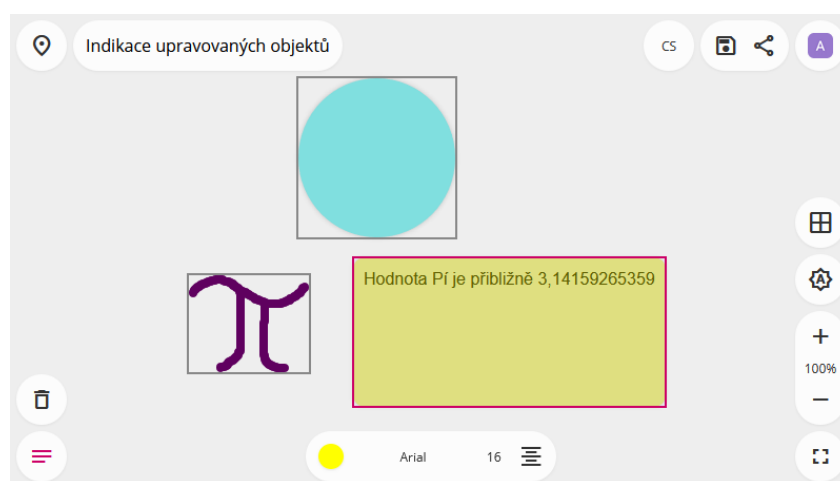 Indikace upravovaných objektů
CS
A
Hodnota Pí je přibližně 3,14159265359
A
100%
Arial 16